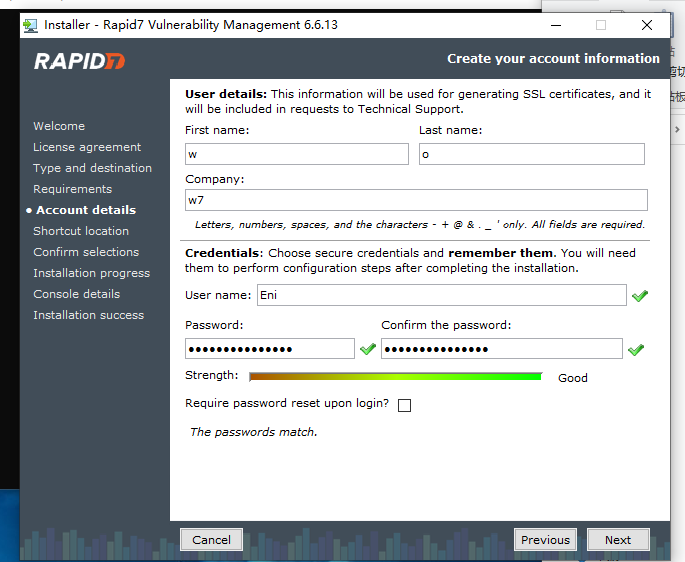 Installer - Rapid7 Vulnerability Management 6.6.13
RAPID7
Create your account information
Welcome
License agreement
Type and destination
Requirements
Account details
Shortcut location
Confirm selections
Installation progress
Console details
Installation success
User details: This information will be used for generating SSL certificates, and it
will be included in requests to Technical Support.
First name:
Last name:
w
o
Company:
w7
Letters, numbers, spaces, and the characters - + @ & . _ ' only. All fields are required.
Credentials: Choose secure credentials and remember them. You will need
them to perform configuration steps after completing the installation.
User name:
Eni
Password:
Confirm the password:
●●●●●●●●●●●●●●●
●●●●●●●●●●●●●●●
Strength:
Good
Require password reset upon login?
The passwords match.
Cancel
Previous
Next
剪切
贴板